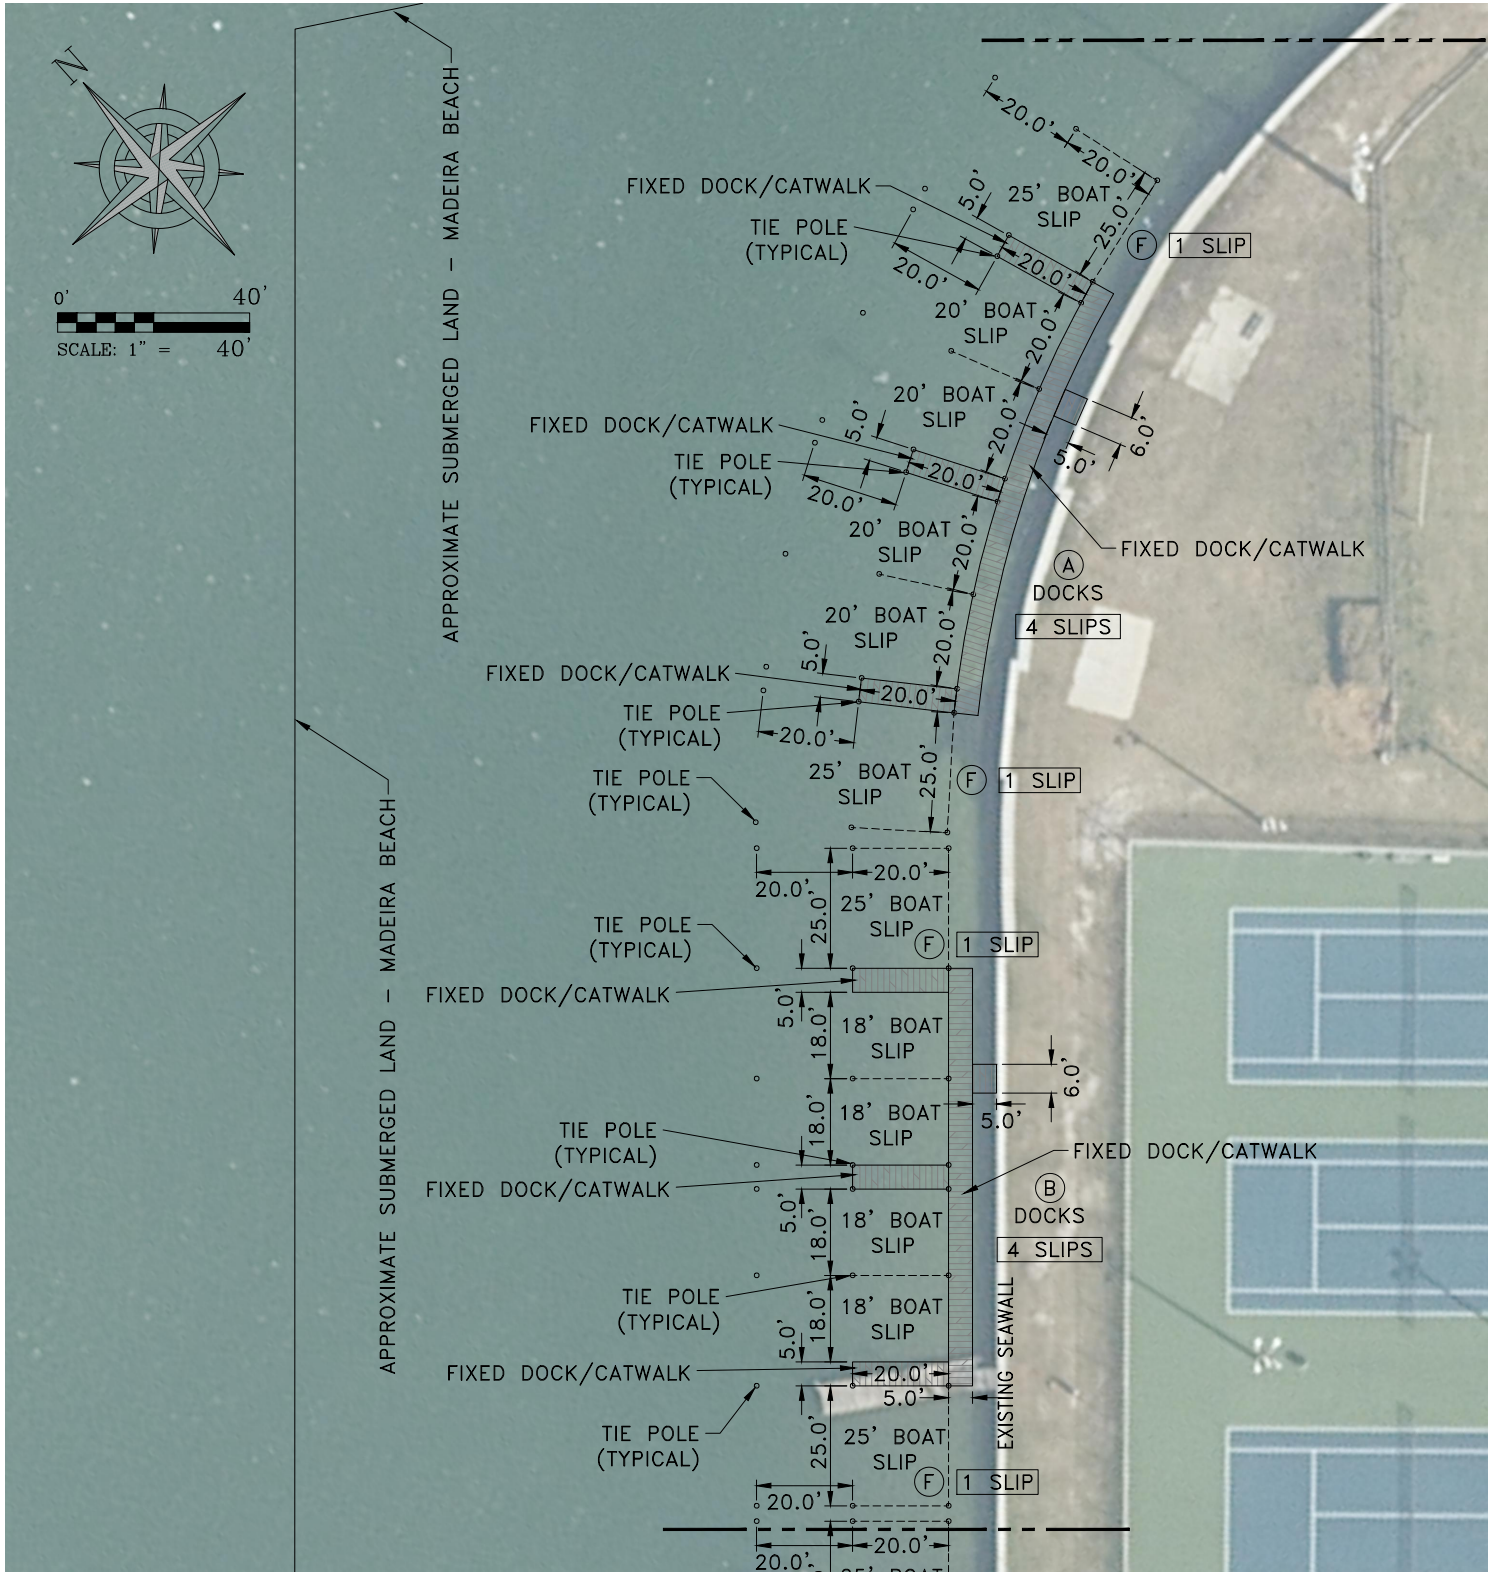 N
0'
40'
SCALE: 1" =
40'
APPROXIMATE SUBMERGED LAND – MADEIRA BEACH
20.0'
20.0'
FIXED DOCK/CATWALK
5.0'
25' BOAT
SLIP
25.0'
TIE POLE
(TYPICAL)
F
1 SLIP
20.0'
20.0'
20' BOAT
SLIP
20.0'
20' BOAT
SLIP
FIXED DOCK/CATWALK
5.0'
20.0'
6.0'
5.0'
TIE POLE
(TYPICAL)
20.0'
20.0'
20' BOAT
SLIP
20.0'
FIXED DOCK/CATWALK
A
DOCKS
4 SLIPS
20' BOAT
SLIP
20.0'
5.0'
FIXED DOCK/CATWALK
20.0'
TIE POLE
(TYPICAL)
20.0'
25' BOAT
SLIP
25.0'
F
1 SLIP
TIE POLE
(TYPICAL)
APPROXIMATE SUBMERGED LAND – MADEIRA BEACH
20.0'
20.0'
25' BOAT
SLIP
25.0'
TIE POLE
(TYPICAL)
F
1 SLIP
FIXED DOCK/CATWALK
5.0'
18' BOAT
SLIP
18.0'
6.0'
5.0'
18' BOAT
SLIP
18.0'
TIE POLE
(TYPICAL)
FIXED DOCK/CATWALK
FIXED DOCK/CATWALK
B
DOCKS
4 SLIPS
5.0'
18' BOAT
SLIP
18.0'
TIE POLE
(TYPICAL)
18' BOAT
SLIP
18.0'
5.0'
EXISTING SEAWALL
FIXED DOCK/CATWALK
20.0'
5.0'
TIE POLE
(TYPICAL)
25' BOAT
SLIP
25.0'
F
1 SLIP
20.0'
20.0'
20.0'